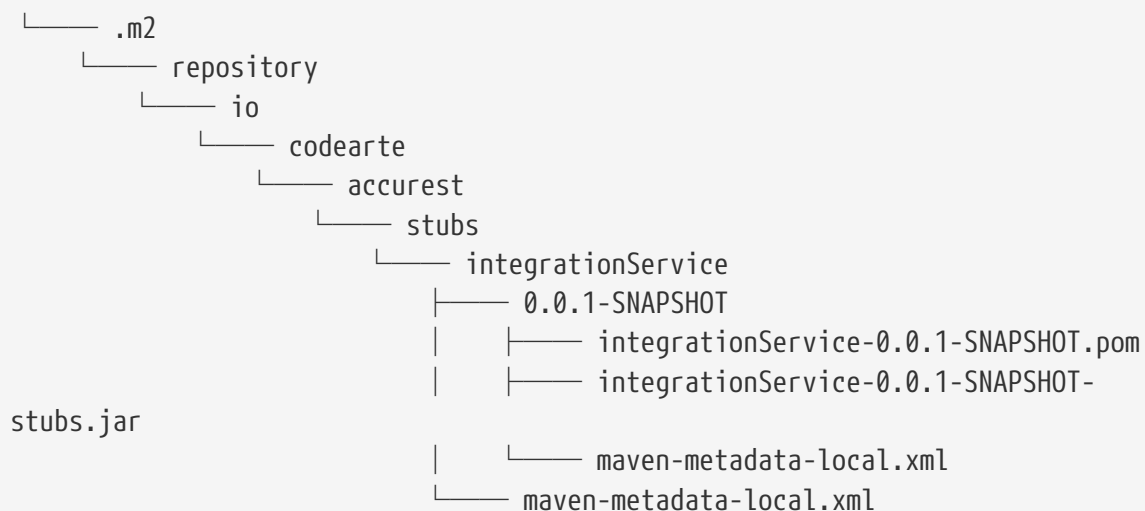 └── .m2
    └── repository
        └── io
            └── codearte
                └── accurest
                    └── stubs
                        └── integrationService
                            ├── 0.0.1-SNAPSHOT
                            │   ├── integrationService-0.0.1-SNAPSHOT.pom
                            │   ├── integrationService-0.0.1-SNAPSHOT-
stubs.jar
                            │   └── maven-metadata-local.xml
                            └── maven-metadata-local.xml